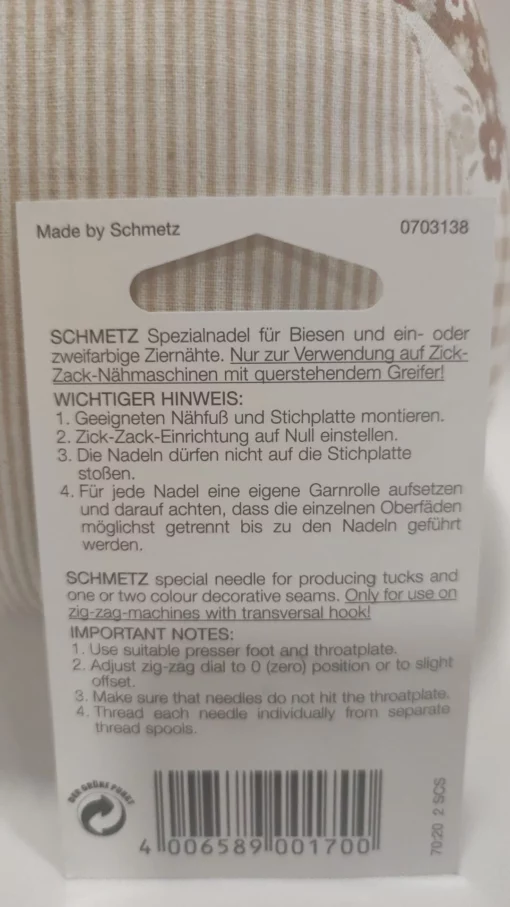 Made by Schmetz 0703138
SCHMETZ Spezialnadel für Biesen und ein- oder
zweifarbige Ziernähte. Nur zur Verwendung auf Zick-
Zack-Nähmaschinen mit querstehendem Greifer!
WICHTIGER HINWEIS:
1. Geeigneten Nähfuß und Stichplatte montieren.
2. Zick-Zack-Einrichtung auf Null einstellen.
3. Die Nadeln dürfen nicht auf die Stichplatte
stoßen.
4. Für jede Nadel eine eigene Garnrolle aufsetzen
und darauf achten, dass die einzelnen Oberfäden
möglichst getrennt bis zu den Nadeln geführt
werden.
SCHMETZ special needle for producing tucks and
one or two colour decorative seams. Only for use on
zig-zag-machines with transversal hook!
IMPORTANT NOTES:
1. Use suitable presser foot and throatplate.
2. Adjust zig-zag dial to 0 (zero) position or to slight
offset.
3. Make sure that needles do not hit the throatplate.
4. Thread each needle individually from separate
thread spools.
DER GRÜNE PUNKT
4 006589 001700
70:20 2 SCS